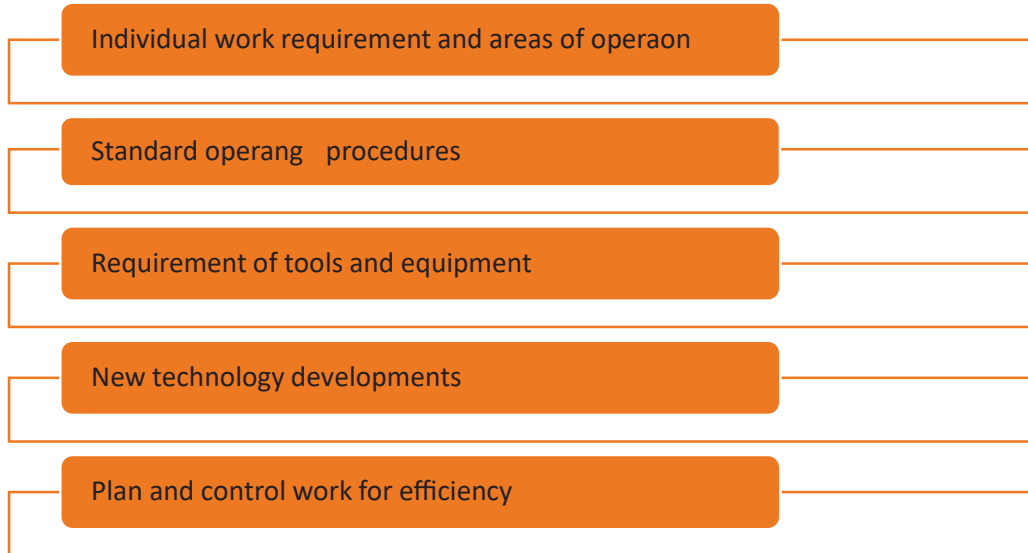 Individual work requirement and areas of operaon
Standard operang procedures
Requirement of tools and equipment
New technology developments
Plan and control work for efficiency